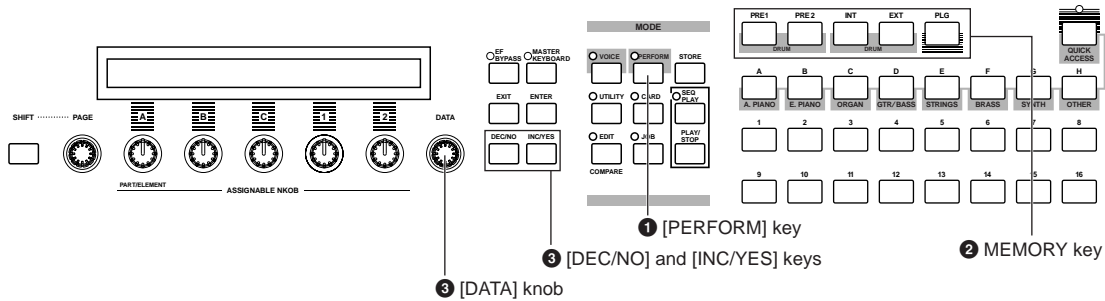 PRE1 PRE2 INT EXT PLG
MODE
DRUM DRUM
QUICK ACCESS
EF BYPASS MASTER KEYBOARD
VOICE PERFORM STORE
A B C D E F G H
EXIT ENTER
UTILITY CARD SEQ PLAY
A. PIANO E. PIANO ORGAN GTR/BASS STRINGS BRASS SYNTH OTHER
SHIFT PAGE A B C 1 2 DATA
1 2 3 4 5 6 7 8
DEC/NO INC/YES
EDIT JOB PLAY/STOP
COMPARE
PART/ELEMENT
ASSIGNABLE NKOB
9 10 11 12 13 14 15 16
❶ [PERFORM] key
❷ MEMORY key
❸ [DEC/NO] and [INC/YES] keys
❸ [DATA] knob